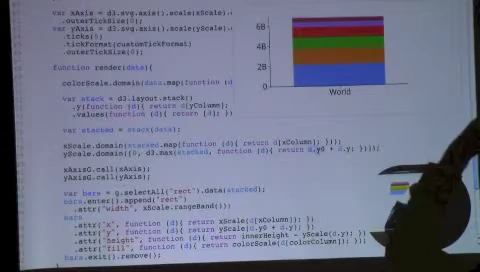 var xAxis = d3.svg.axis().scale(xScale).
.outerTickSize(0);
var yAxis = d3.svg.axis().scale(yScale).
.ticks(5)
.tickFormat(customTickFormat)
.outerTickSize(0);
function render(data){
colorScale.domain(data.map(function (d
var stack = d3.layout.stack()
.y(function (d){ return d[yColumn];
.values(function (d){ return [d]; })
var stacked = stack(data);
xScale.domain(stacked.map(function (d){ return d[xColumn]; }));
yScale.domain([0, d3.max(stacked, function (d){ return d.y0 + d.y; })]);
xAxisG.call(xAxis);
yAxisG.call(yAxis);
var bars = g.selectAll("rect").data(stacked);
bars.enter().append("rect")
.attr("width", xScale.rangeBand())
bars
.attr("x", function (d){ return xScale(d[xColumn]); })
.attr("y", function (d){ return yScale(d.y0 + d.y); })
.attr("height", function (d){ return innerHeight - yScale(d.y); })
.attr("fill", function (d){ return colorScale(d[colorColumn]); });
bars.exit().remove();
6B
4B
2B
0
World